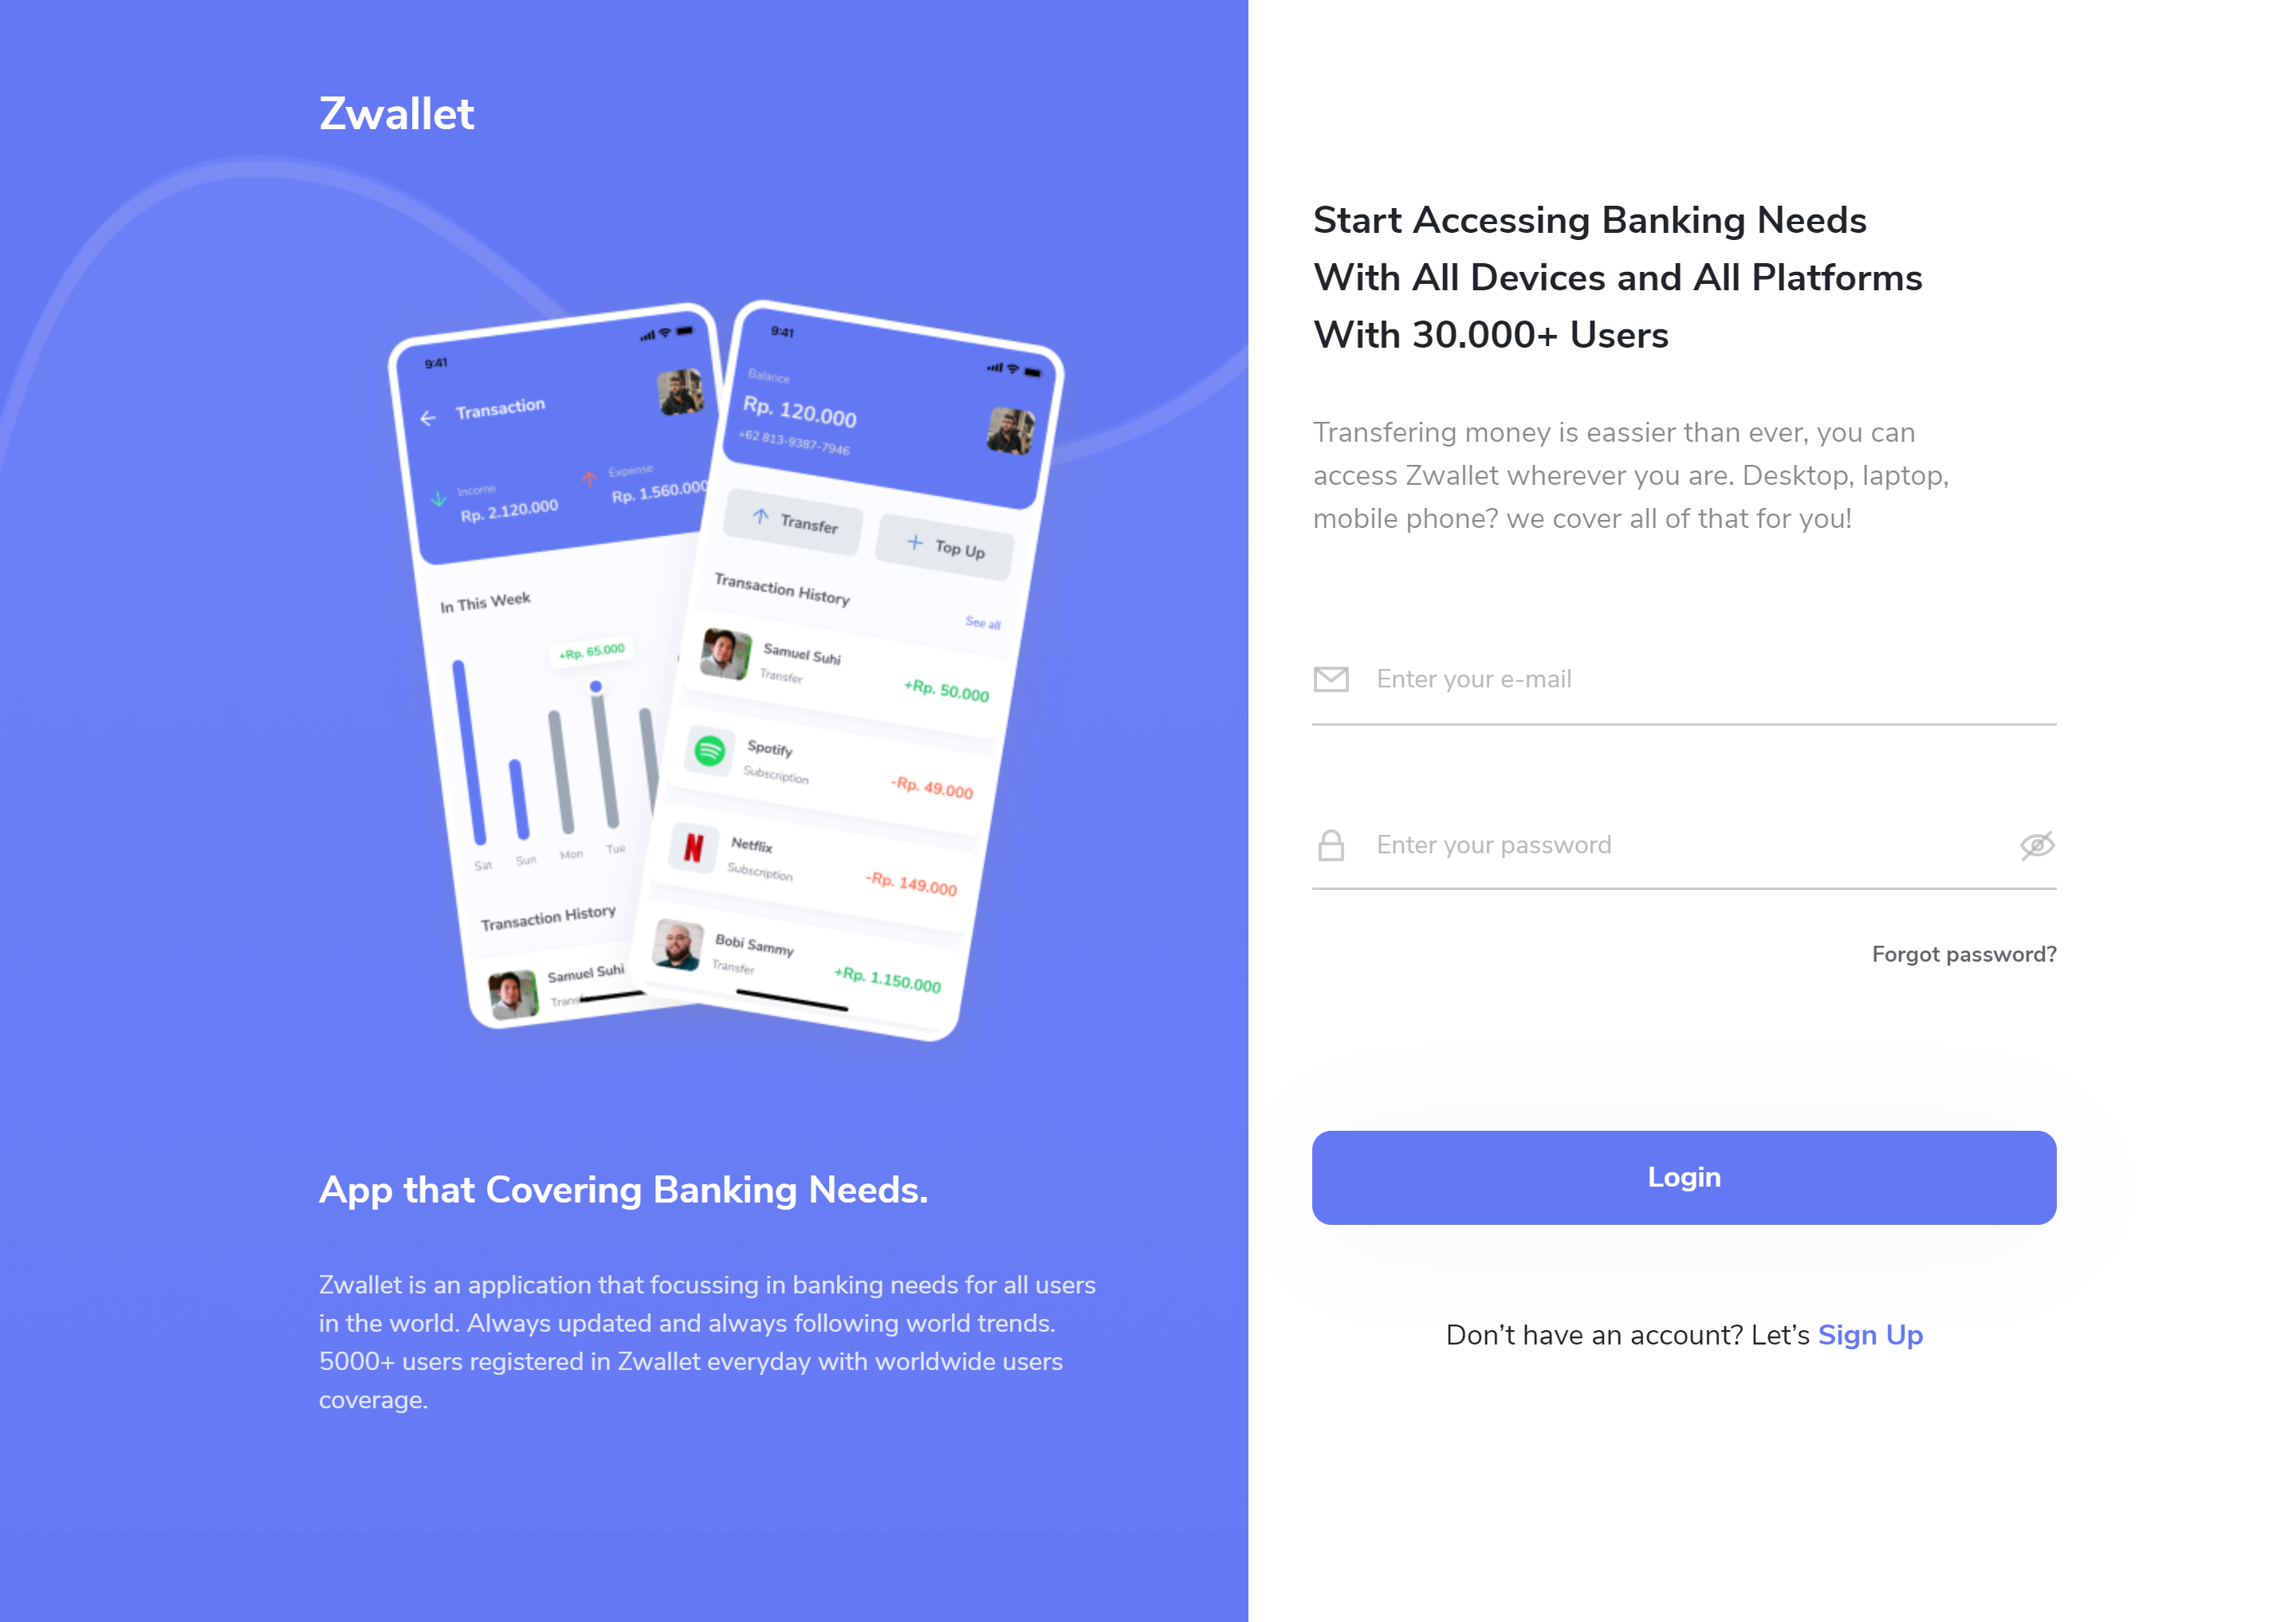 Zwallet
9:41
Transaction
Income
Rp. 2.120.000
Expense
Rp. 1.560.000
In This Week
+Rp. 65.000
Sat
Sun
Mon
Tue
Transaction History
Samuel Suhi
9:41
Balance
Rp. 120.000
+62 813-9387-7946
Transfer
Top Up
Transaction History
See all
Samuel Suhi
Transfer
+Rp. 50.000
Spotify
Subscription
-Rp. 49.000
Netflix
Subscription
-Rp. 149.000
Bobi Sammy
Transfer
+Rp. 1.150.000
App that Covering Banking Needs.
Zwallet is an application that focussing in banking needs for all users
in the world. Always updated and always following world trends.
5000+ users registered in Zwallet everyday with worldwide users
coverage.
Start Accessing Banking Needs
With All Devices and All Platforms
With 30.000+ Users
Transfering money is eassier than ever, you can
access Zwallet wherever you are. Desktop, laptop,
mobile phone? we cover all of that for you!
Enter your e-mail
Enter your password
Forgot password?
Login
Don’t have an account? Let’s Sign Up